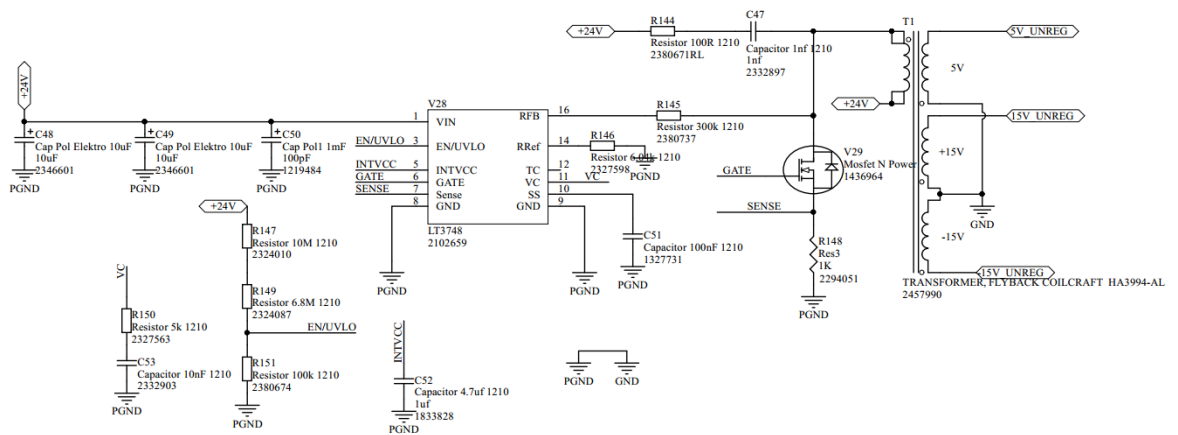 +24V
R144
Resistor 100R 1210
2380671RL
C47
Capacitor 1nf 1210
1nf
2332897
T1
5V_UNREG
5V
+24V
15V_UNREG
+15V
-15V
GND
-15V_UNREG
TRANSFORMER, FLYBACK COILCRAFT HA3994-AL
2457990
+24V
C48
Cap Pol Elektro 10uF
10uF
2346601
PGND
C49
Cap Pol Elektro 10uF
10uF
2346601
PGND
C50
Cap Pol1 1mF
100pF
1219484
PGND
V28
1 VIN
EN/UVLO 3 EN/UVLO
INTVCC 5 INTVCC
GATE 6 GATE
SENSE 7 Sense
8 GND
RFB 16
RRef 14
TC 12
VC 11 VC
SS 10
GND 9
LT3748
2102659
PGND
PGND
R145
Resistor 300k 1210
2380737
R146
Resistor 6.04k 1210
2327598
PGND
C51
Capacitor 100nF 1210
1327731
PGND
V29
Mosfet N Power
1436964
GATE
SENSE
R148
Res3
1K
2294051
PGND
+24V
R147
Resistor 10M 1210
2324010
R149
Resistor 6.8M 1210
2324087
EN/UVLO
R151
Resistor 100k 1210
2380674
PGND
VC
R150
Resistor 5k 1210
2327563
C53
Capacitor 10nF 1210
2332903
PGND
INTVCC
C52
Capacitor 4.7uf 1210
1uf
1833828
PGND
PGND
GND